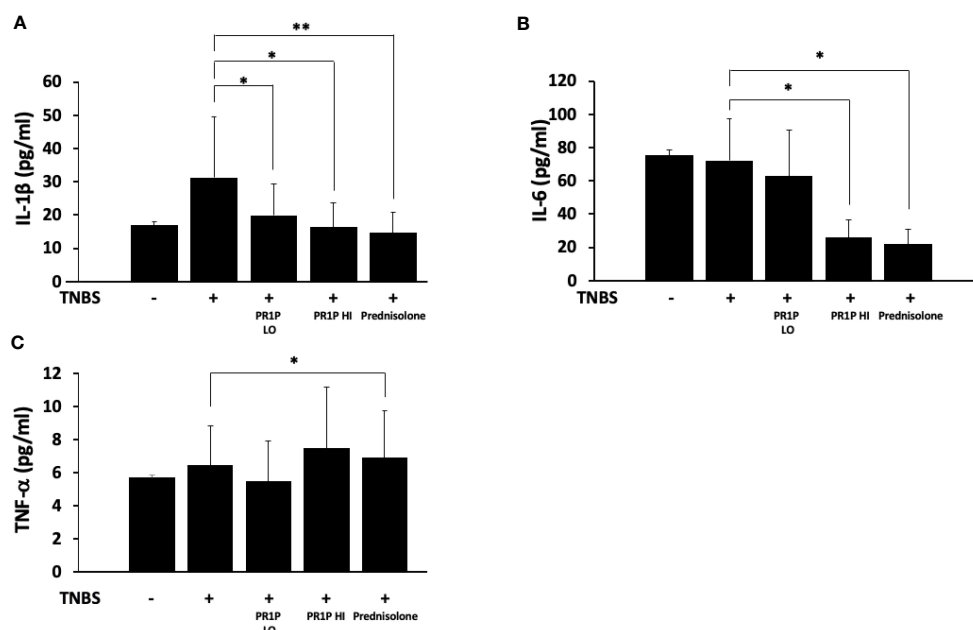 A
**
*
*
60
50
40
30
20
10
0
IL-1β (pg/ml)
TNBS - + + + +
PR1P LO PR1P HI Prednisolone
B
*
*
120
100
80
60
40
20
0
IL-6 (pg/ml)
TNBS - + + + +
PR1P LO PR1P HI Prednisolone
C
*
12
10
8
6
4
2
0
TNF-α (pg/ml)
TNBS - + + + +
PR1P LO PR1P HI Prednisolone